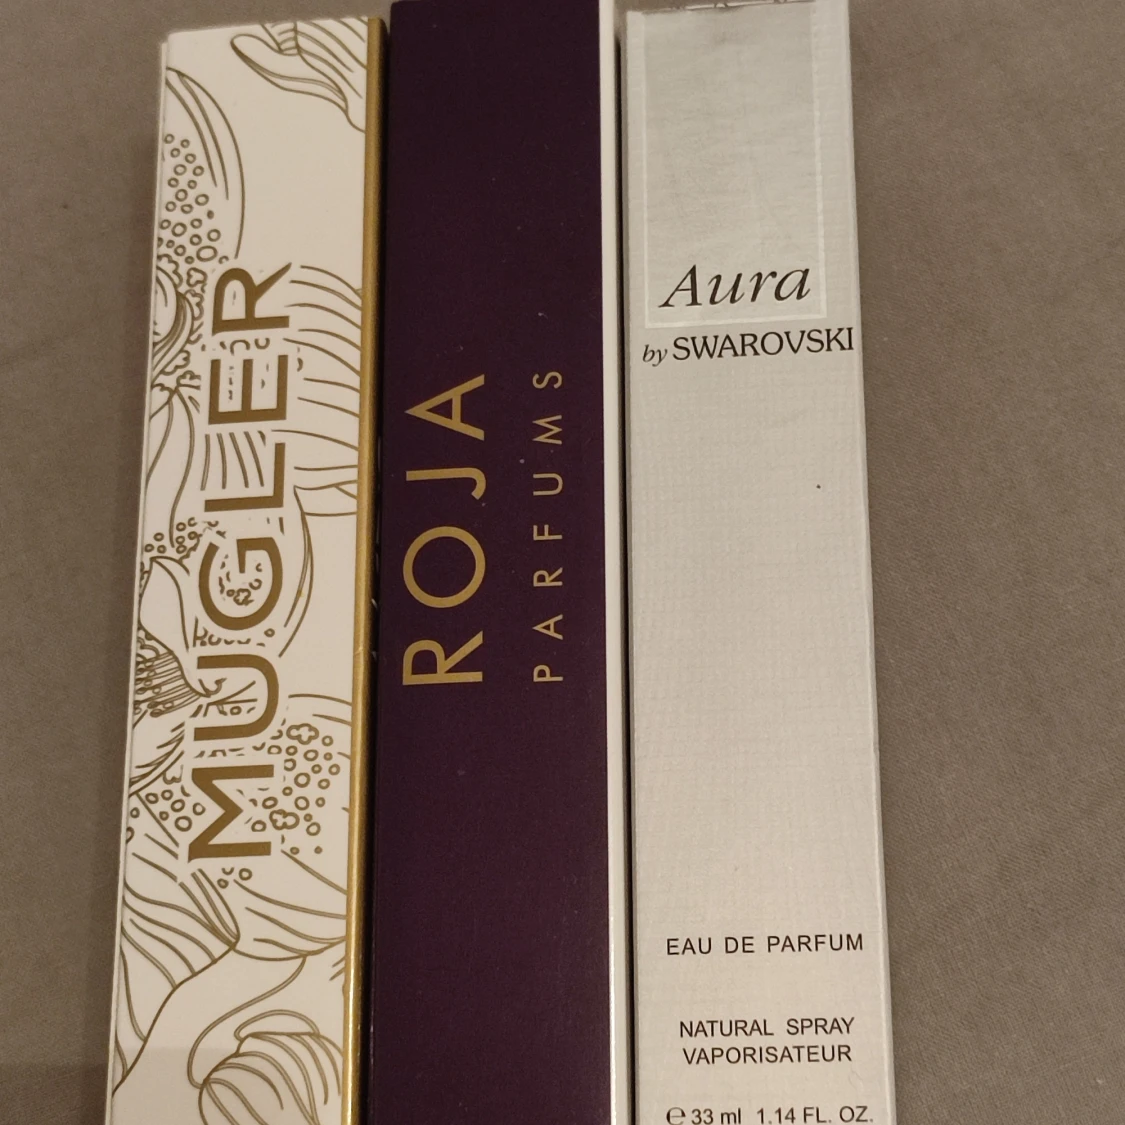 MUGLER
ROJA
PARFUMS
Aura
by SWAROVSKI
EAU DE PARFUM
NATURAL SPRAY
VAPORISATEUR
℮ 33 ml 1.14 FL. OZ.